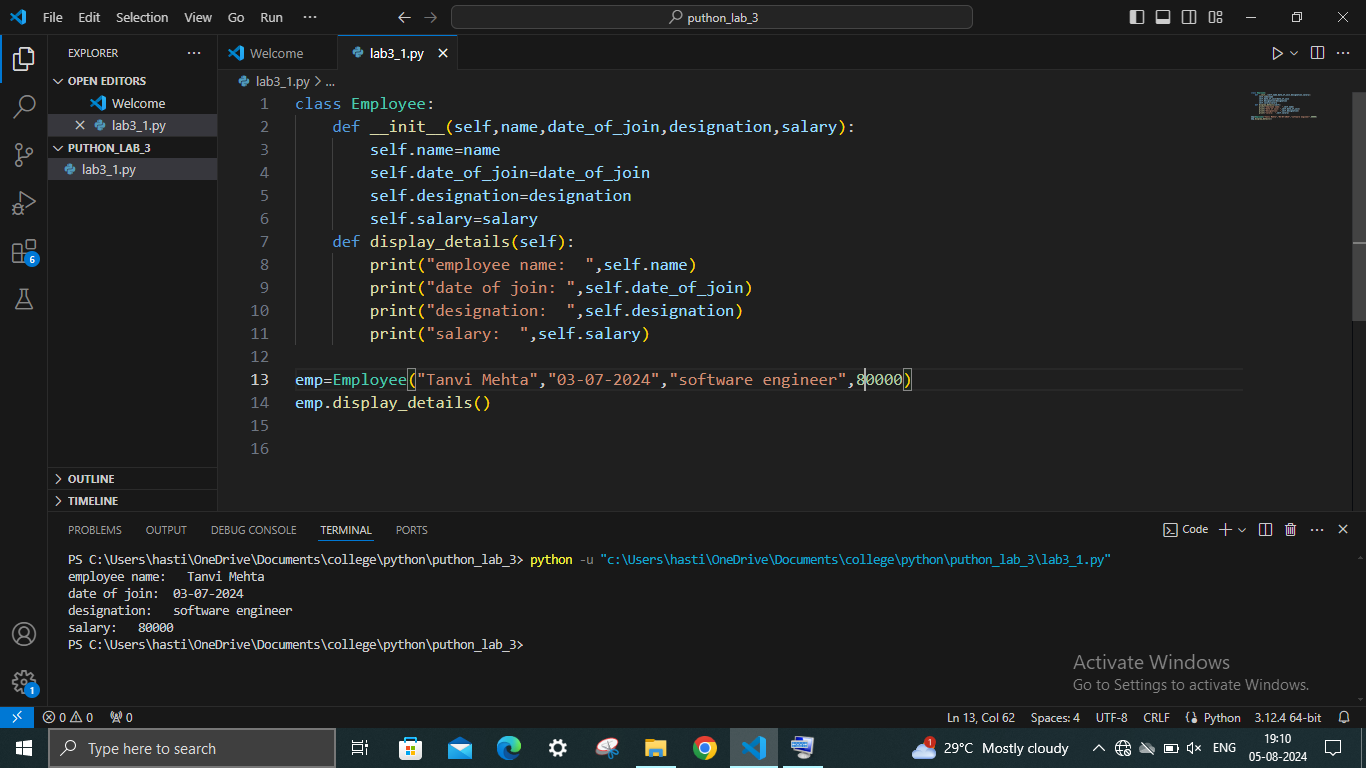 File Edit Selection View Go Run ···
puthon_lab_3
EXPLORER ···
OPEN EDITORS
Welcome
lab3_1.py
PUTHON_LAB_3
lab3_1.py
OUTLINE
TIMELINE
6
1
Welcome
lab3_1.py
lab3_1.py > ...
1 class Employee:
2 def __init__(self,name,date_of_join,designation,salary):
3 self.name=name
4 self.date_of_join=date_of_join
5 self.designation=designation
6 self.salary=salary
7 def display_details(self):
8 print("employee name:  ",self.name)
9 print("date of join: ",self.date_of_join)
10 print("designation:  ",self.designation)
11 print("salary:  ",self.salary)
12
13 emp=Employee("Tanvi Mehta","03-07-2024","software engineer",80000)
14 emp.display_details()
15
16
PROBLEMS OUTPUT DEBUG CONSOLE TERMINAL PORTS
Code
PS C:\Users\hasti\OneDrive\Documents\college\python\puthon_lab_3> python -u "c:\Users\hasti\OneDrive\Documents\college\python\puthon_lab_3\lab3_1.py"
employee name:   Tanvi Mehta
date of join:  03-07-2024
designation:   software engineer
salary:   80000
PS C:\Users\hasti\OneDrive\Documents\college\python\puthon_lab_3>
Activate Windows
Go to Settings to activate Windows.
0 0 0
Ln 13, Col 62 Spaces: 4 UTF-8 CRLF Python 3.12.4 64-bit
Type here to search
1
29°C Mostly cloudy
ENG
19:10
05-08-2024